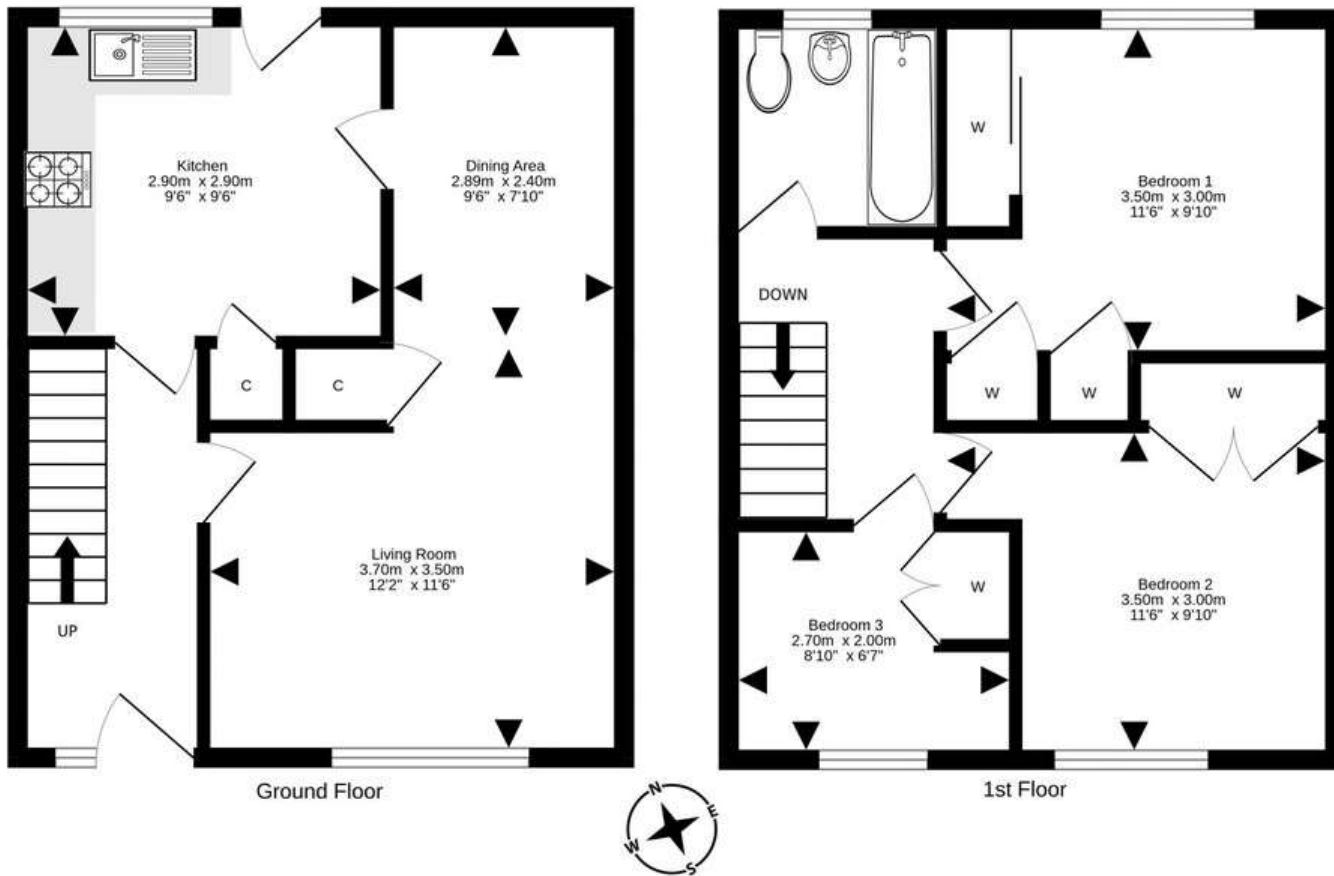 Kitchen
2.90m x 2.90m
9'6" x 9'6"
Dining Area
2.89m x 2.40m
9'6" x 7'10"
C
C
UP
Living Room
3.70m x 3.50m
12'2" x 11'6"
Ground Floor
W
Bedroom 1
3.50m x 3.00m
11'6" x 9'10"
DOWN
W
W
W
Bedroom 2
3.50m x 3.00m
11'6" x 9'10"
W
Bedroom 3
2.70m x 2.00m
8'10" x 6'7"
1st Floor
N
E
W
S